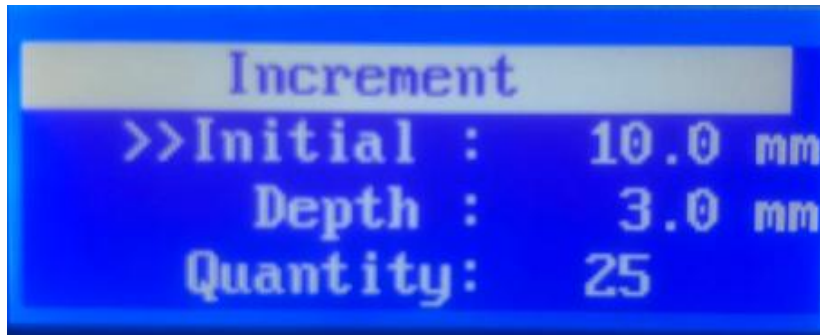 Increment
>>Initial : 10.0 mm
Depth : 3.0 mm
Quantity: 25